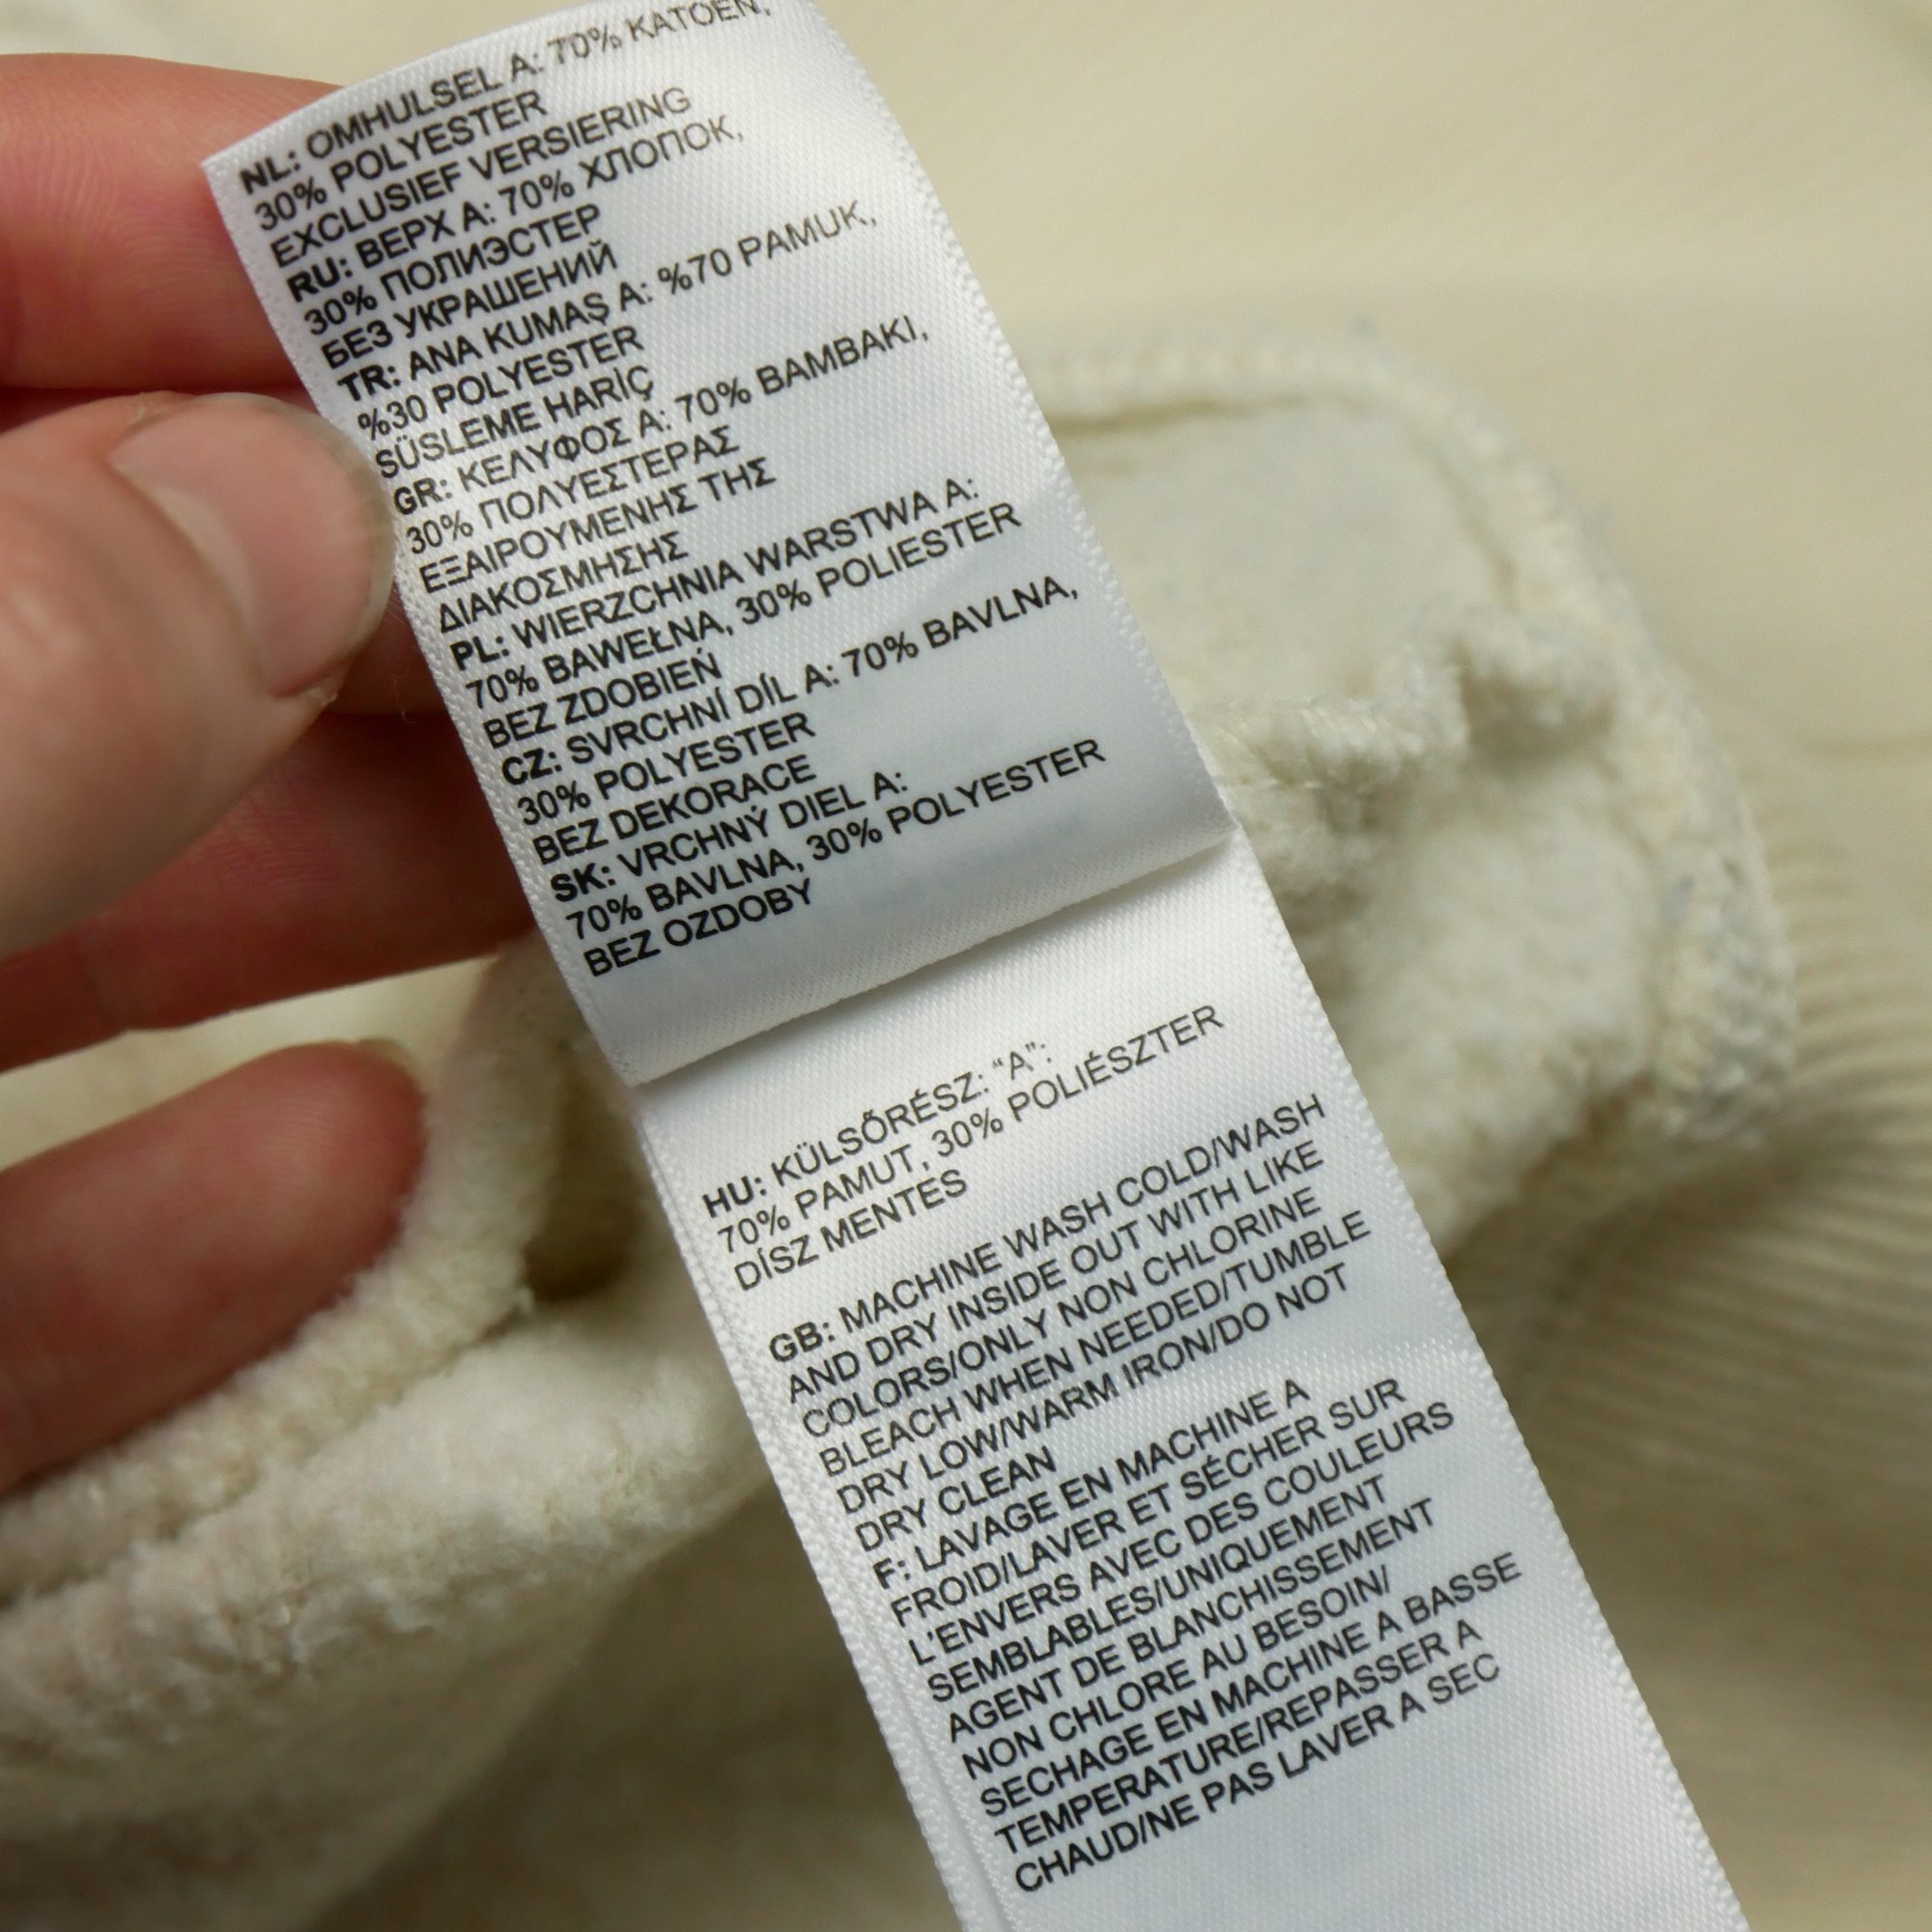 NL: OMHULSEL A: 70% KATOEN,
30% POLYESTER
EXCLUSIEF VERSIERING
RU: ВЕРХ А: 70% ХЛОПОК,
30% ПОЛИЭСТЕР
БЕЗ УКРАШЕНИЙ
TR: ANA KUMAŞ A: %70 PAMUK,
%30 POLYESTER
SÜSLEME HARİÇ
GR: ΚΕΛΥΦΟΣ Α: 70% ΒΑΜΒΑΚΙ,
30% ΠΟΛΥΕΣΤΕΡΑΣ
ΕΞΑΙΡΟΥΜΕΝΗΣ ΤΗΣ
ΔΙΑΚΟΣΜΗΣΗΣ
PL: WIERZCHNIA WARSTWA A:
70% BAWEŁNA, 30% POLIESTER
BEZ ZDOBIEŃ
CZ: SVRCHNÍ DÍL A: 70% BAVLNA,
30% POLYESTER
BEZ DEKORACE
SK: VRCHNÝ DIEL A:
70% BAVLNA, 30% POLYESTER
BEZ OZDOBY
HU: KÜLSŐRÉSZ: “A”:
70% PAMUT, 30% POLIÉSZTER
DÍSZ MENTES
GB: MACHINE WASH COLD/WASH
AND DRY INSIDE OUT WITH LIKE
COLORS/ONLY NON CHLORINE
BLEACH WHEN NEEDED/TUMBLE
DRY LOW/WARM IRON/DO NOT
DRY CLEAN
F: LAVAGE EN MACHINE A
FROID/LAVER ET SÉCHER SUR
L'ENVERS AVEC DES COULEURS
SEMBLABLES/UNIQUEMENT
AGENT DE BLANCHISSEMENT
NON CHLORE AU BESOIN/
SECHAGE EN MACHINE A BASSE
TEMPERATURE/REPASSER A
CHAUD/NE PAS LAVER A SEC